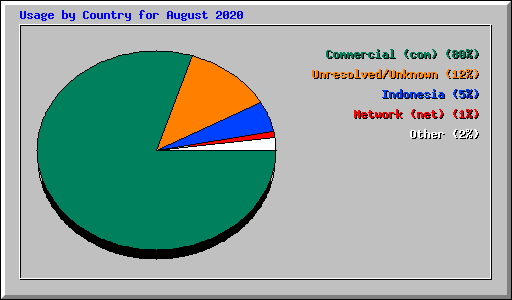 Usage by Country for August 2020
Commercial (com) (80%)
Unresolved/Unknown (12%)
Indonesia (5%)
Network (net) (1%)
Other (2%)